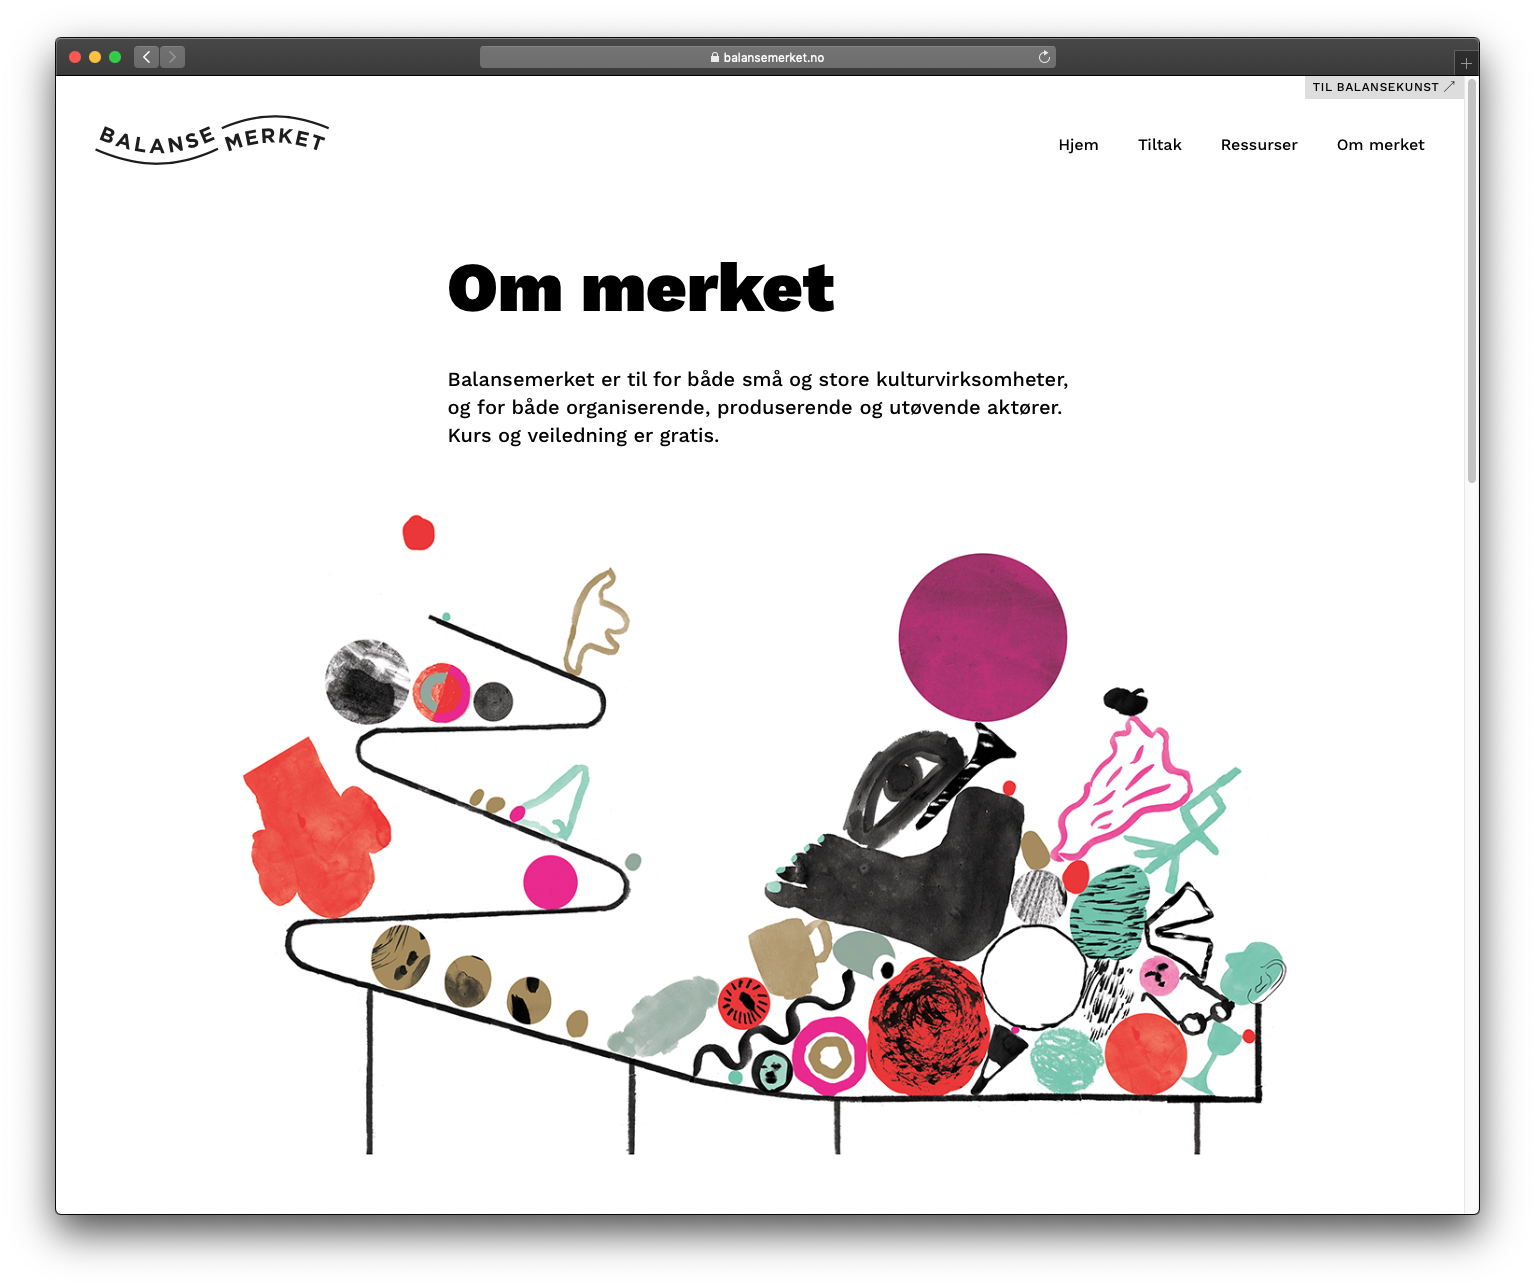 balansemerket.no
TIL BALANSEKUNST ↗
BALANSE MERKET
Hjem Tiltak Ressurser Om merket
Om merket
Balansemerket er til for både små og store kulturvirksomheter,
og for både organiserende, produserende og utøvende aktører.
Kurs og veiledning er gratis.